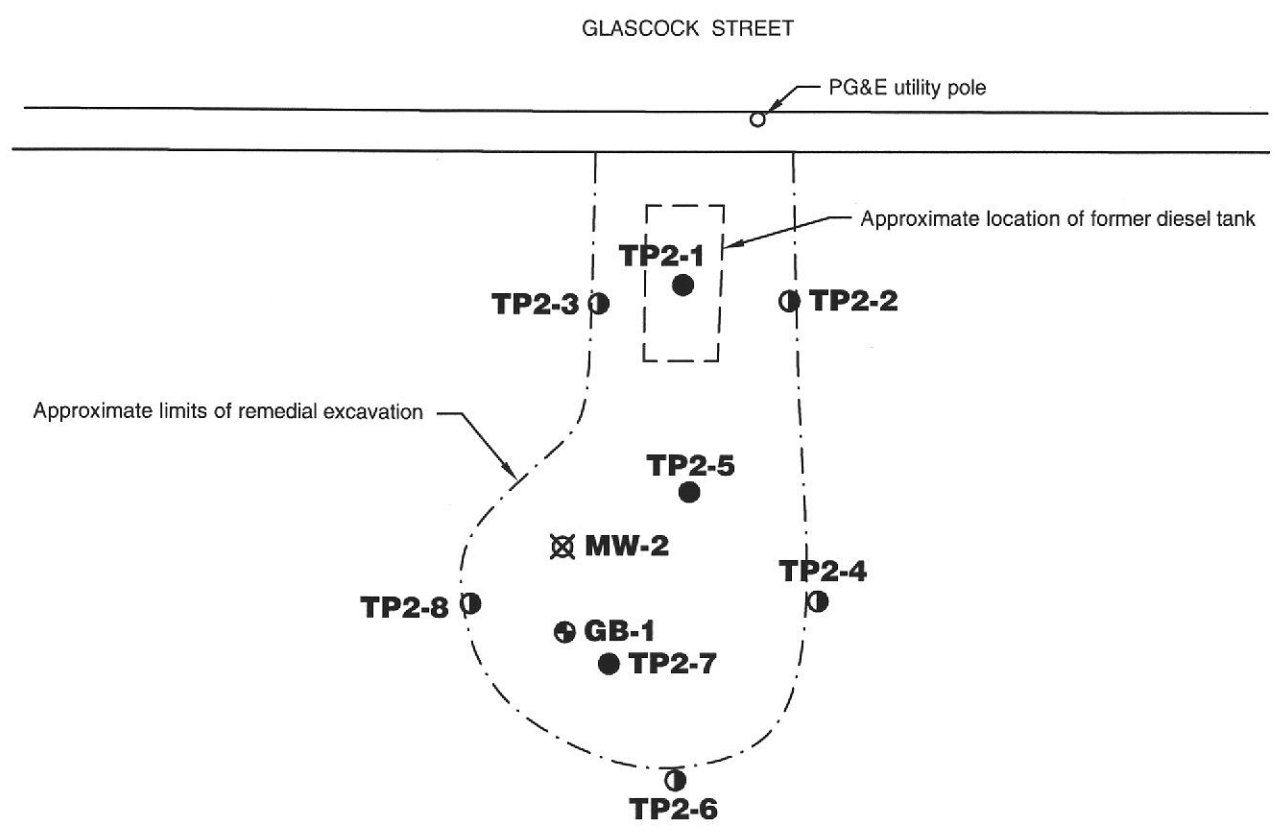 GLASCOCK STREET
PG&E utility pole
Approximate location of former diesel tank
TP2-1
TP2-3
TP2-2
Approximate limits of remedial excavation
TP2-5
MW-2
TP2-4
TP2-8
GB-1
TP2-7
TP2-6